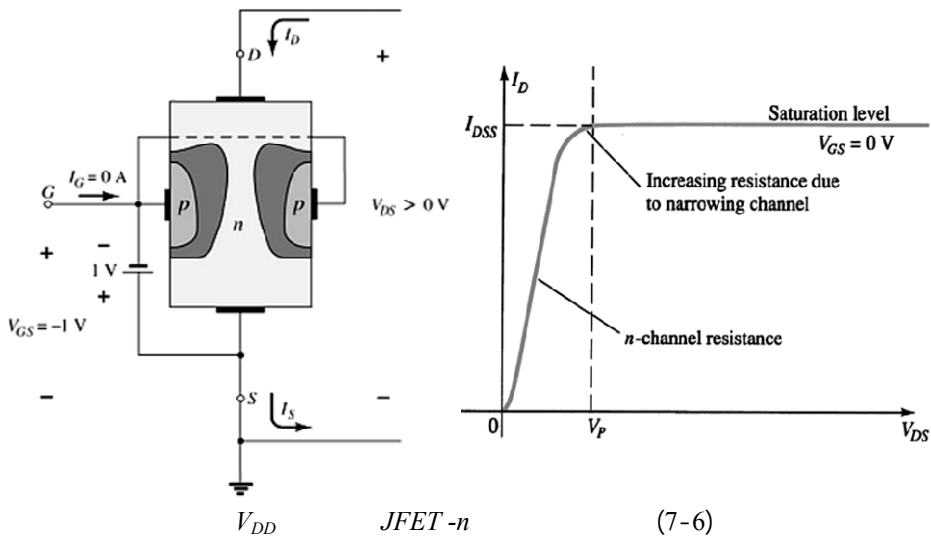 I_D
D
+
I_G = 0 A
G
p
n
p
V_DS > 0 V
+
−
1 V
+
V_GS = −1 V
−
S
I_S
−
I_D
I_DSS
Saturation level
V_GS = 0 V
Increasing resistance due
to narrowing channel
n-channel resistance
0
V_P
V_DS
V_DD JFET -n (7-6)